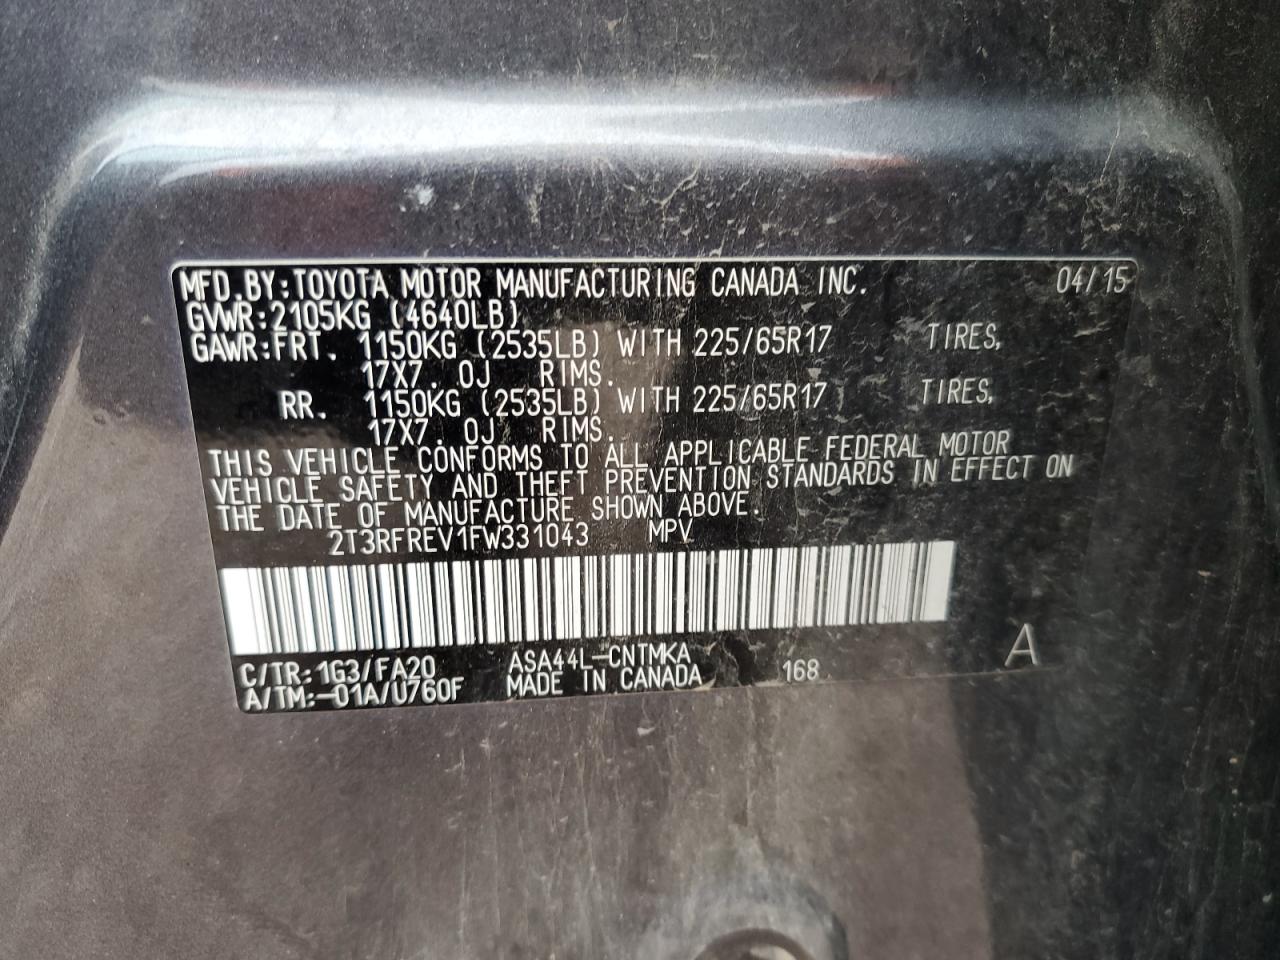 MFD.BY:TOYOTA MOTOR MANUFACTURING CANADA INC. 04/15
GVWR:2105KG (4640LB)
GAWR:FRT. 1150KG (2535LB) WITH 225/65R17 TIRES,
17X7.0J RIMS.
RR. 1150KG (2535LB) WITH 225/65R17 TIRES,
17X7.0J RIMS.
THIS VEHICLE CONFORMS TO ALL APPLICABLE FEDERAL MOTOR
VEHICLE SAFETY AND THEFT PREVENTION STANDARDS IN EFFECT ON
THE DATE OF MANUFACTURE SHOWN ABOVE.
2T3RFREV1FW331043 MPV
C/TR:1G3/FA20 ASA44L-CNTMKA 168 A
A/TM:-01A/U760F MADE IN CANADA